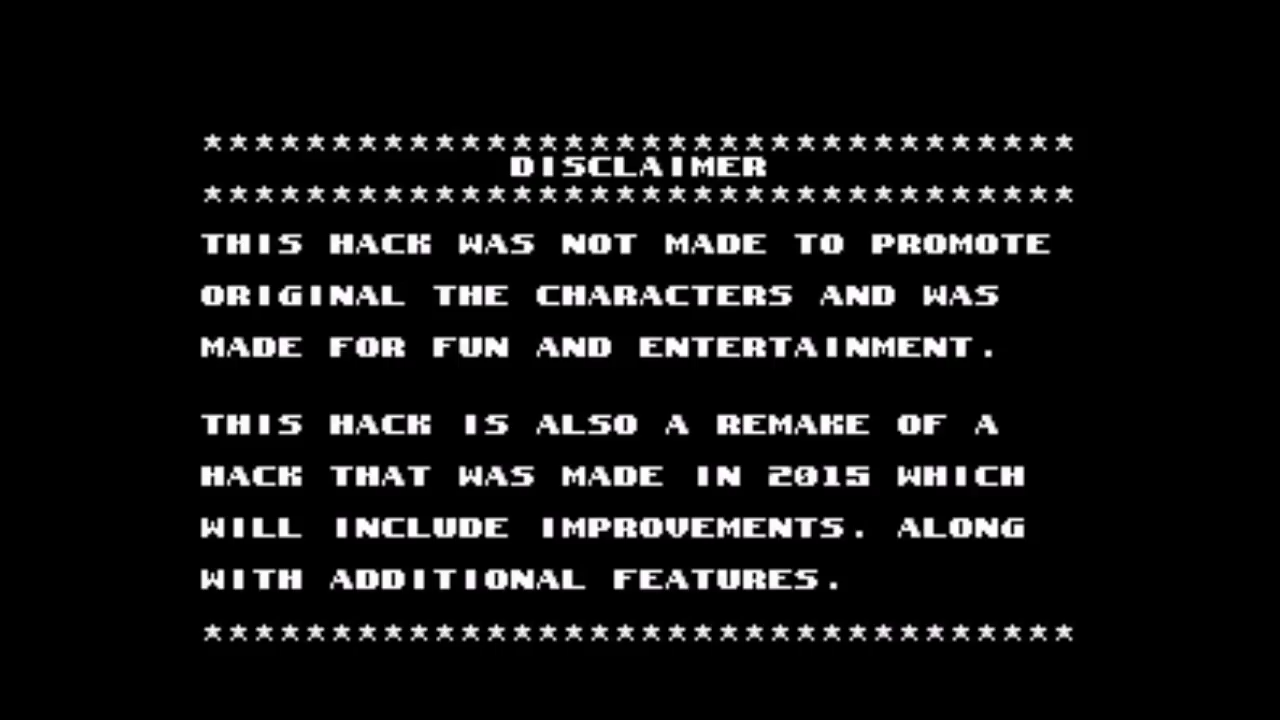 **********************************
DISCLAIMER
**********************************
THIS HACK WAS NOT MADE TO PROMOTE
ORIGINAL THE CHARACTERS AND WAS
MADE FOR FUN AND ENTERTAINMENT.
THIS HACK IS ALSO A REMAKE OF A
HACK THAT WAS MADE IN 2015 WHICH
WILL INCLUDE IMPROVEMENTS. ALONG
WITH ADDITIONAL FEATURES.
**********************************